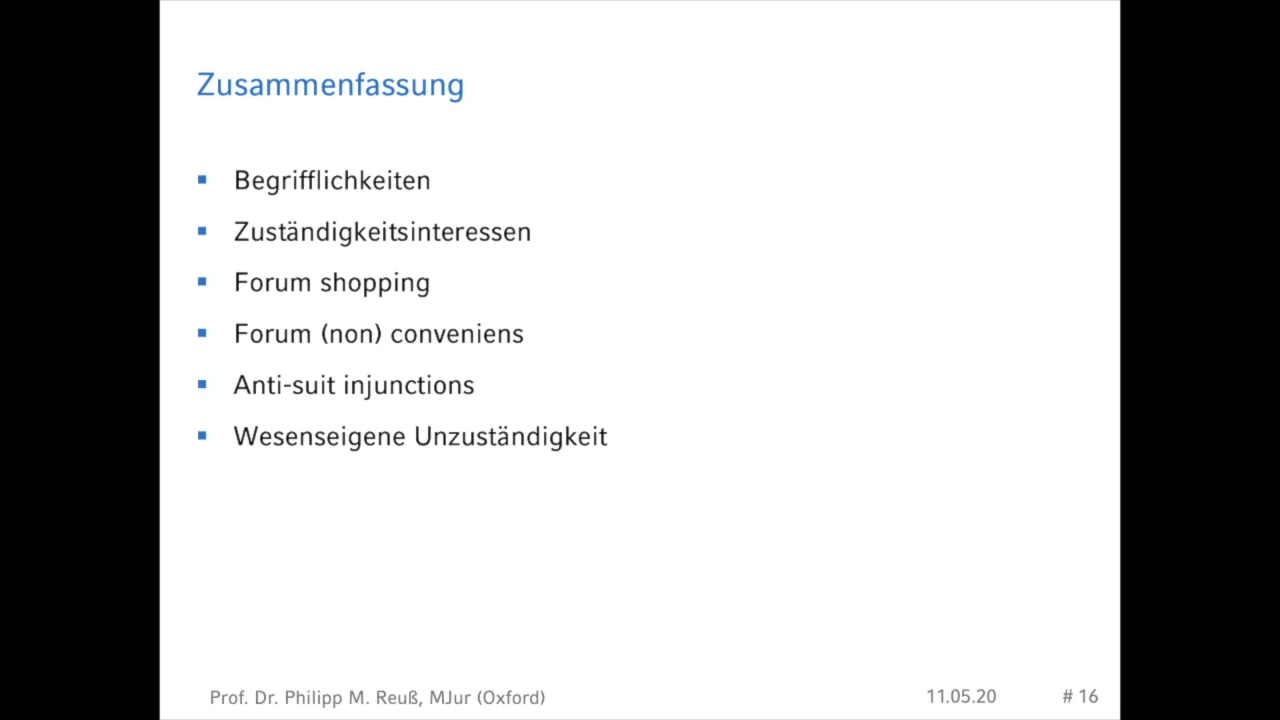 Zusammenfassung
▪ Begrifflichkeiten
▪ Zuständigkeitsinteressen
▪ Forum shopping
▪ Forum (non) conveniens
▪ Anti-suit injunctions
▪ Wesenseigene Unzuständigkeit
Prof. Dr. Philipp M. Reuß, MJur (Oxford) 11.05.20 # 16